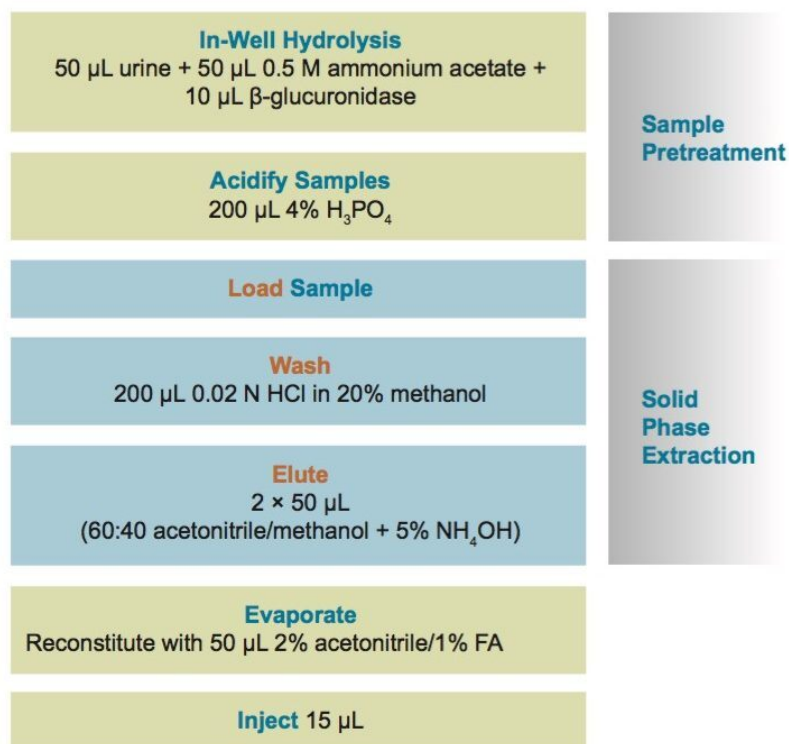 In-Well Hydrolysis
50 µL urine + 50 µL 0.5 M ammonium acetate +
10 µL β-glucuronidase
Acidify Samples
200 µL 4% H₃PO₄
Sample
Pretreatment
Load Sample
Wash
200 µL 0.02 N HCl in 20% methanol
Elute
2 × 50 µL
(60:40 acetonitrile/methanol + 5% NH₄OH)
Solid
Phase
Extraction
Evaporate
Reconstitute with 50 µL 2% acetonitrile/1% FA
Inject 15 µL